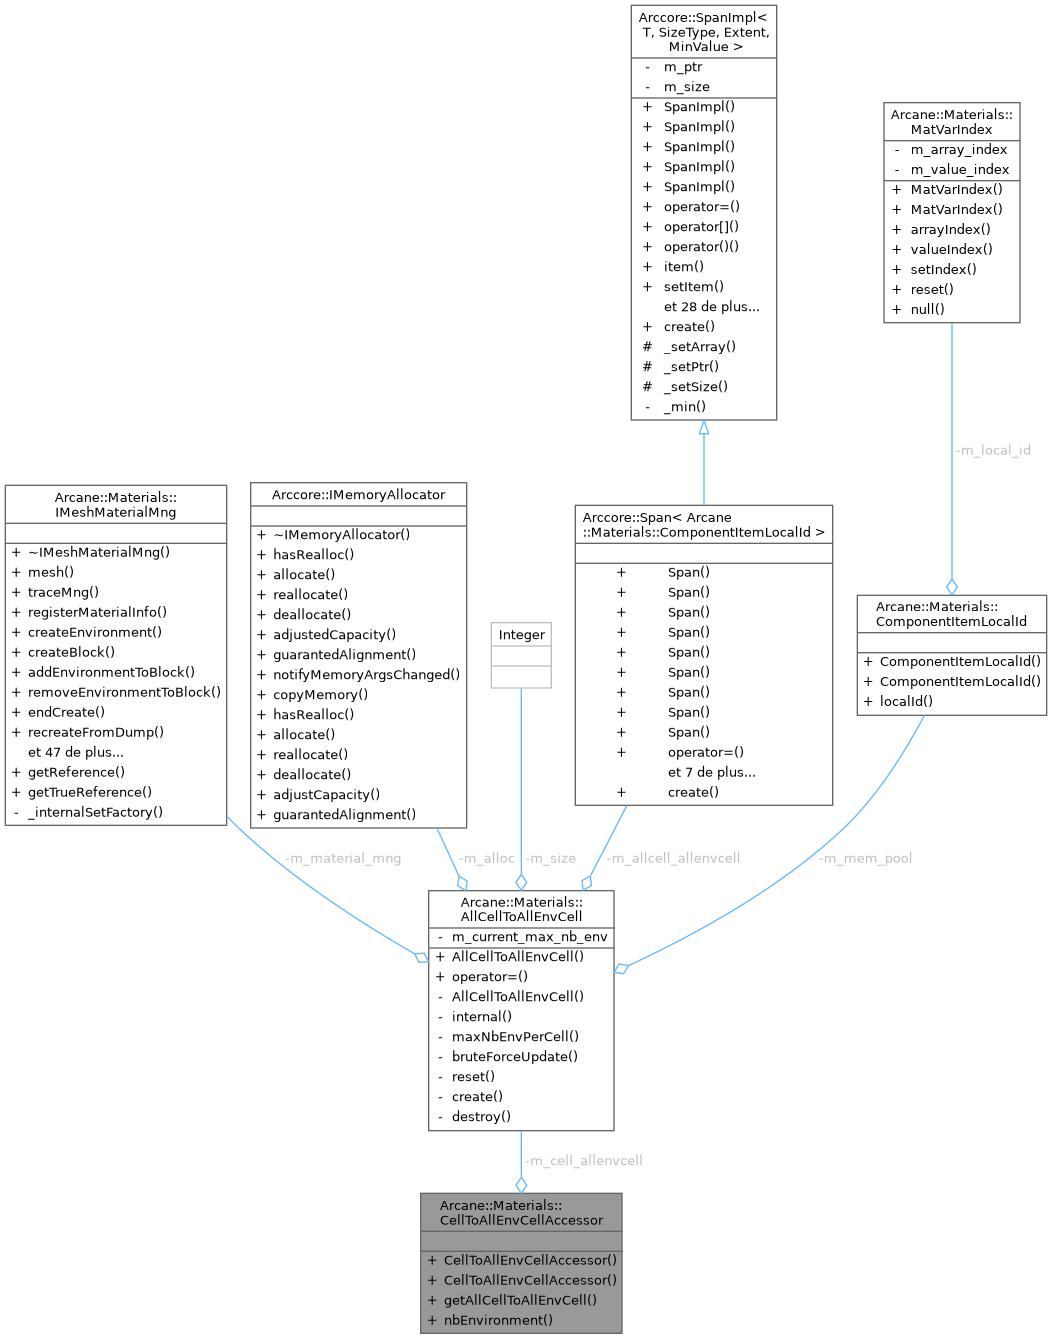 Arccore::SpanImpl<
T, SizeType, Extent,
MinValue >
- m_ptr
- m_size
+ SpanImpl()
+ SpanImpl()
+ SpanImpl()
+ SpanImpl()
+ SpanImpl()
+ operator=()
+ operator[]()
+ operator()()
+ item()
+ setItem()
et 28 de plus...
+ create()
# _setArray()
# _setPtr()
# _setSize()
- _min()
Arcane::Materials::
MatVarIndex
- m_array_index
- m_value_index
+ MatVarIndex()
+ MatVarIndex()
+ arrayIndex()
+ valueIndex()
+ setIndex()
+ reset()
+ null()
-m_local_id
Arcane::Materials::
IMeshMaterialMng
+ ~IMeshMaterialMng()
+ mesh()
+ traceMng()
+ registerMaterialInfo()
+ createEnvironment()
+ createBlock()
+ addEnvironmentToBlock()
+ removeEnvironmentToBlock()
+ endCreate()
+ recreateFromDump()
et 47 de plus...
+ getReference()
+ getTrueReference()
- _internalSetFactory()
Arccore::IMemoryAllocator
+ ~IMemoryAllocator()
+ hasRealloc()
+ allocate()
+ reallocate()
+ deallocate()
+ adjustedCapacity()
+ guarantedAlignment()
+ notifyMemoryArgsChanged()
+ copyMemory()
+ hasRealloc()
+ allocate()
+ reallocate()
+ deallocate()
+ adjustCapacity()
+ guarantedAlignment()
Integer
Arccore::Span< Arcane
::Materials::ComponentItemLocalId >
+ Span()
+ Span()
+ Span()
+ Span()
+ Span()
+ Span()
+ Span()
+ Span()
+ Span()
+ operator=()
et 7 de plus...
+ create()
Arcane::Materials::
ComponentItemLocalId
+ ComponentItemLocalId()
+ ComponentItemLocalId()
+ localId()
-m_material_mng
-m_alloc
-m_size
-m_allcell_allenvcell
-m_mem_pool
Arcane::Materials::
AllCellToAllEnvCell
- m_current_max_nb_env
+ AllCellToAllEnvCell()
+ operator=()
- AllCellToAllEnvCell()
- internal()
- maxNbEnvPerCell()
- bruteForceUpdate()
- reset()
- create()
- destroy()
-m_cell_allenvcell
Arcane::Materials::
CellToAllEnvCellAccessor
+ CellToAllEnvCellAccessor()
+ CellToAllEnvCellAccessor()
+ getAllCellToAllEnvCell()
+ nbEnvironment()